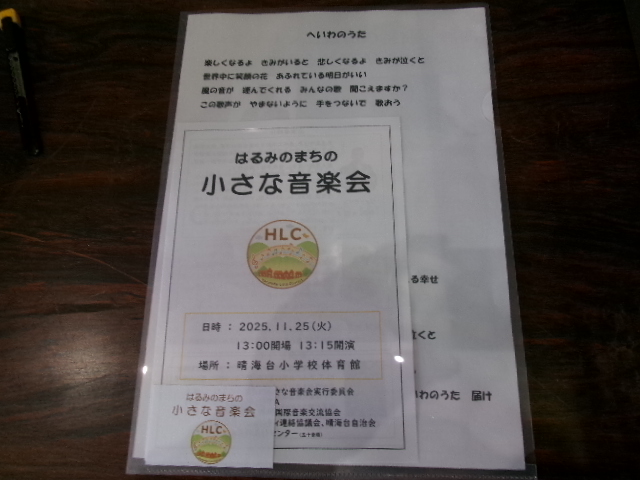 へいわのうた
楽しくなるよ きみがいると 悲しくなるよ きみが泣くと
世界中に笑顔の花 あふれている明日がいい
風の音が 運んでくれる みんなの歌 聞こえますか？
この歌声が やまないように 手をつないで 歌おう
はるみのまちの
小さな音楽会
HLC
る幸せ
泣くと
いわのうた 届け
日時 ： 2025.11.25(火)
13:00開場 13:15開演
場所 ： 晴海台小学校体育館
さな音楽会実行委員会
A
国際音楽交流協会
ィ連絡協議会、晴海台自治会
センター
はるみのまちの
小さな音楽会
HLC